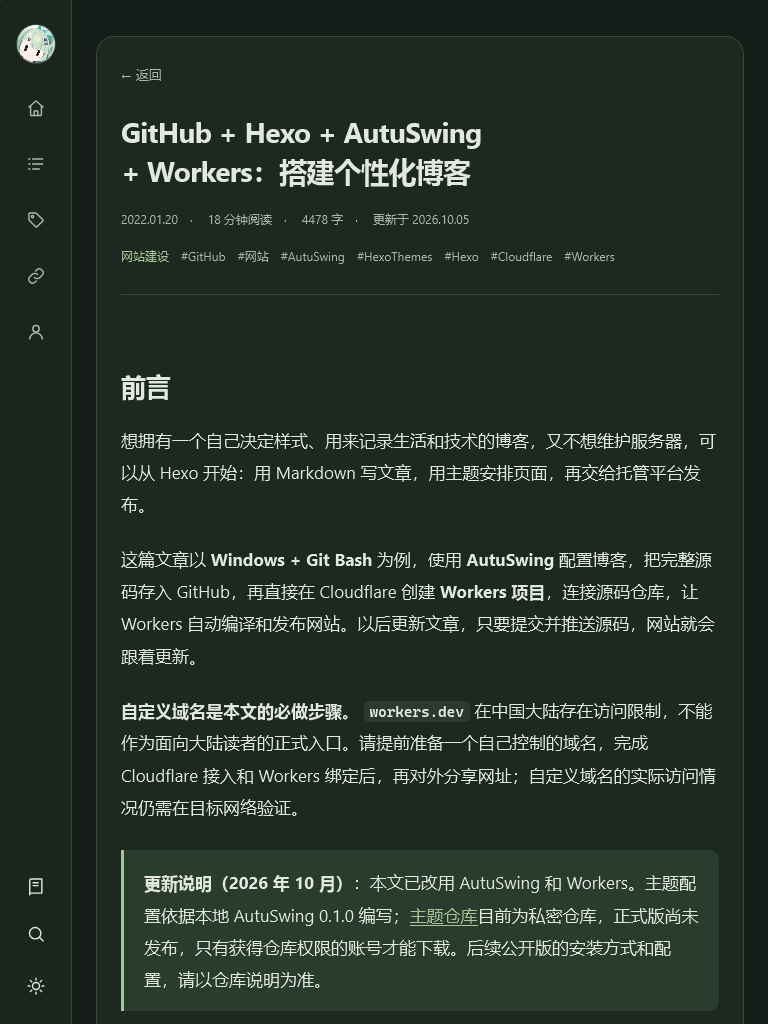 ← 返回
GitHub + Hexo + AutuSwing
+ Workers：搭建个性化博客
2022.01.20 · 18 分钟阅读 · 4478 字 · 更新于 2026.10.05
网站建设 #GitHub #网站 #AutuSwing #HexoThemes #Hexo #Cloudflare #Workers
前言
想拥有一个自己决定样式、用来记录生活和技术的博客，又不想维护服务器，可
以从 Hexo 开始：用 Markdown 写文章，用主题安排页面，再交给托管平台发
布。
这篇文章以 Windows + Git Bash 为例，使用 AutuSwing 配置博客，把完整源
码存入 GitHub，再直接在 Cloudflare 创建 Workers 项目，连接源码仓库，让
Workers 自动编译和发布网站。以后更新文章，只要提交并推送源码，网站就会
跟着更新。
自定义域名是本文的必做步骤。 workers.dev 在中国大陆存在访问限制，不能
作为面向大陆读者的正式入口。请提前准备一个自己控制的域名，完成
Cloudflare 接入和 Workers 绑定后，再对外分享网址；自定义域名的实际访问情
况仍需在目标网络验证。
更新说明（2026 年 10 月）：本文已改用 AutuSwing 和 Workers。主题配
置依据本地 AutuSwing 0.1.0 编写；主题仓库目前为私密仓库，正式版尚未
发布，只有获得仓库权限的账号才能下载。后续公开版的安装方式和配
置，请以仓库说明为准。